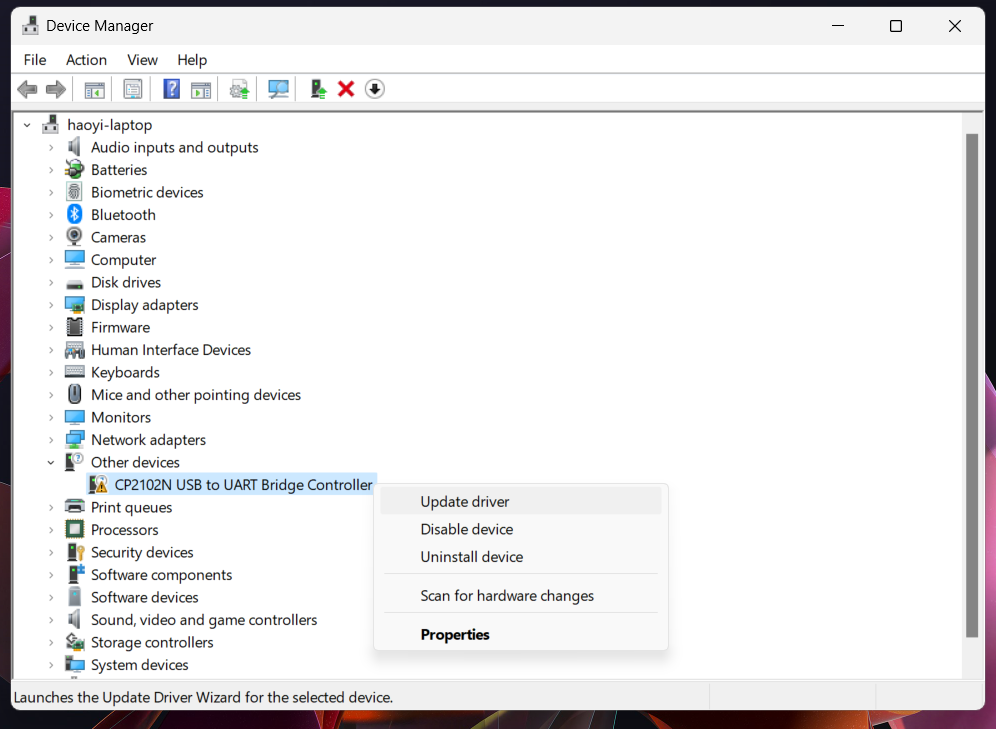 Device Manager
File Action View Help
haoyi-laptop
Audio inputs and outputs
Batteries
Biometric devices
Bluetooth
Cameras
Computer
Disk drives
Display adapters
Firmware
Human Interface Devices
Keyboards
Mice and other pointing devices
Monitors
Network adapters
Other devices
CP2102N USB to UART Bridge Controller
Update driver
Disable device
Uninstall device
Scan for hardware changes
Properties
Print queues
Processors
Security devices
Software components
Software devices
Sound, video and game controllers
Storage controllers
System devices
Launches the Update Driver Wizard for the selected device.